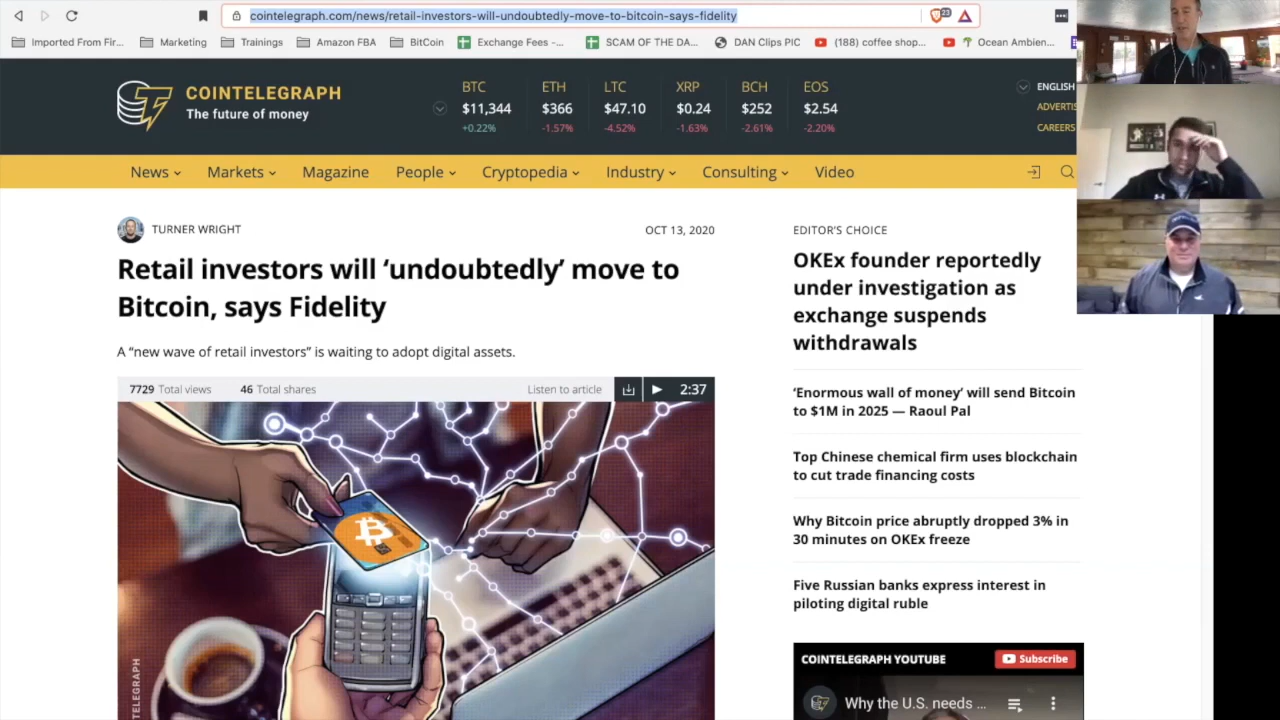 cointelegraph.com/news/retail-investors-will-undoubtedly-move-to-bitcoin-says-fidelity
23
Imported From Fir...
Marketing
Trainings
Amazon FBA
BitCoin
Exchange Fees -...
SCAM OF THE DA...
DAN Clips PIC
(188) coffee shop...
Ocean Ambien...
COINTELEGRAPH
The future of money
BTC ETH LTC XRP BCH EOS
$11,344 $366 $47.10 $0.24 $252 $2.54
+0.22% -1.57% -4.52% -1.63% -2.61% -2.20%
ENGLISH
ADVERTIS
CAREERS
News Markets Magazine People Cryptopedia Industry Consulting Video
TURNER WRIGHT
OCT 13, 2020
Retail investors will ‘undoubtedly’ move to
Bitcoin, says Fidelity
A “new wave of retail investors” is waiting to adopt digital assets.
7729 Total views 46 Total shares Listen to article 2:37
NTELEGRAPH
EDITOR’S CHOICE
OKEx founder reportedly
under investigation as
exchange suspends
withdrawals
‘Enormous wall of money’ will send Bitcoin
to $1M in 2025 — Raoul Pal
Top Chinese chemical firm uses blockchain
to cut trade financing costs
Why Bitcoin price abruptly dropped 3% in
30 minutes on OKEx freeze
Five Russian banks express interest in
piloting digital ruble
COINTELEGRAPH YOUTUBE
Subscribe
Why the U.S. needs ...